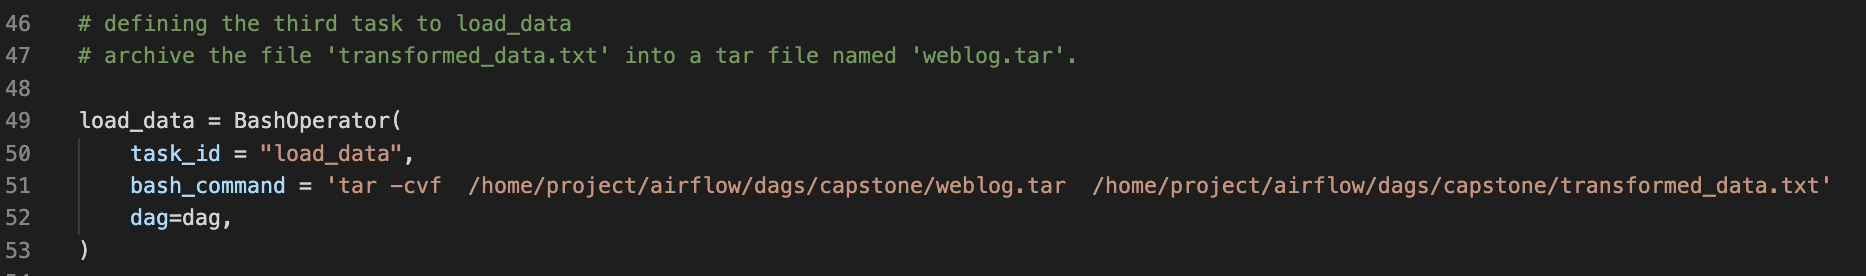 46 # defining the third task to load_data
47 # archive the file 'transformed_data.txt' into a tar file named 'weblog.tar'.
48
49 load_data = BashOperator(
50 task_id = "load_data",
51 bash_command = 'tar -cvf  /home/project/airflow/dags/capstone/weblog.tar  /home/project/airflow/dags/capstone/transformed_data.txt'
52 dag=dag,
53 )